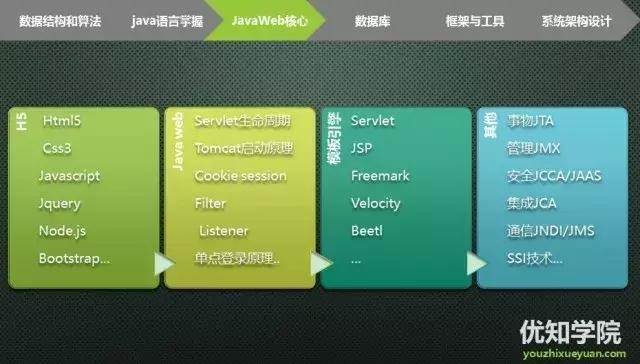 数据结构和算法
java语言掌握
JavaWeb核心
数据库
框架与工具
系统架构设计
H5
Html5
Css3
Javascript
Jquery
Node.js
Bootstrap...
Java web
Servlet生命周期
Tomcat启动原理
Cookie session
Filter
Listener
单点登录原理..
模板引擎
Servlet
JSP
Freemark
Velocity
Beetl
...
其他
事物JTA
管理JMX
安全JCCA/JAAS
集成JCA
通信JNDI/JMS
SSI技术...
优知学院
youzhixueyuan.com